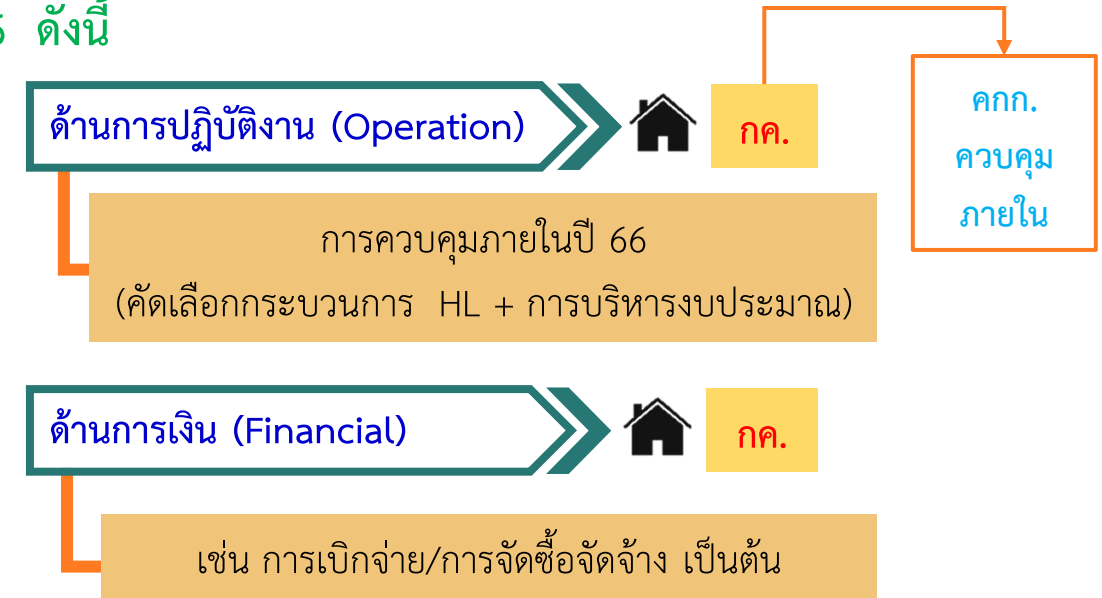 ดังนี้
ด้านการปฏิบัติงาน (Operation)
กค.
คกก.
ควบคุม
ภายใน
การควบคุมภายในปี 66
(คัดเลือกกระบวนการ HL + การบริหารงบประมาณ)
ด้านการเงิน (Financial)
กค.
เช่น การเบิกจ่าย/การจัดซื้อจัดจ้าง เป็นต้น